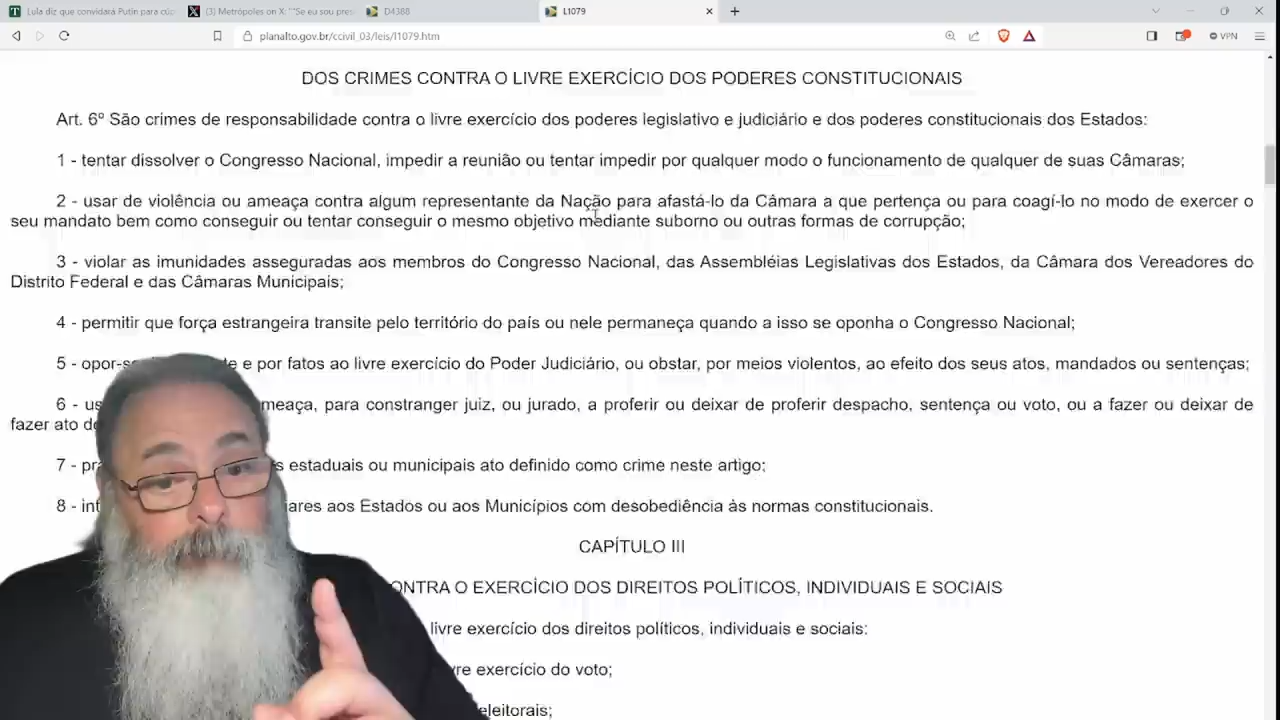 Lula diz que convidará Putin para cúp
(3) Metrópoles on X: ""Se eu sou pres
D4388
L1079
planalto.gov.br/ccivil_03/leis/l1079.htm
VPN
DOS CRIMES CONTRA O LIVRE EXERCÍCIO DOS PODERES CONSTITUCIONAIS
Art. 6º São crimes de responsabilidade contra o livre exercício dos poderes legislativo e judiciário e dos poderes constitucionais dos Estados:
1 - tentar dissolver o Congresso Nacional, impedir a reunião ou tentar impedir por qualquer modo o funcionamento de qualquer de suas Câmaras;
2 - usar de violência ou ameaça contra algum representante da Nação para afastá-lo da Câmara a que pertença ou para coagí-lo no modo de exercer o
seu mandato bem como conseguir ou tentar conseguir o mesmo objetivo mediante suborno ou outras formas de corrupção;
3 - violar as imunidades asseguradas aos membros do Congresso Nacional, das Assembléias Legislativas dos Estados, da Câmara dos Vereadores do
Distrito Federal e das Câmaras Municipais;
4 - permitir que força estrangeira transite pelo território do país ou nele permaneça quando a isso se oponha o Congresso Nacional;
5 - e por fatos ao livre exercício do Poder Judiciário, ou obstar, por meios violentos, ao efeito dos seus atos, mandados ou sentenças;
6 - para constranger juiz, ou jurado, a proferir ou deixar de proferir despacho, sentença ou voto, ou a fazer ou deixar de
fazer ato
7 - estaduais ou municipais ato definido como crime neste artigo;
8 - aos Estados ou aos Municípios com desobediência às normas constitucionais.
CAPÍTULO III
O EXERCÍCIO DOS DIREITOS POLÍTICOS, INDIVIDUAIS E SOCIAIS
livre exercício dos direitos políticos, individuais e sociais:
exercício do voto;
eleitorais;